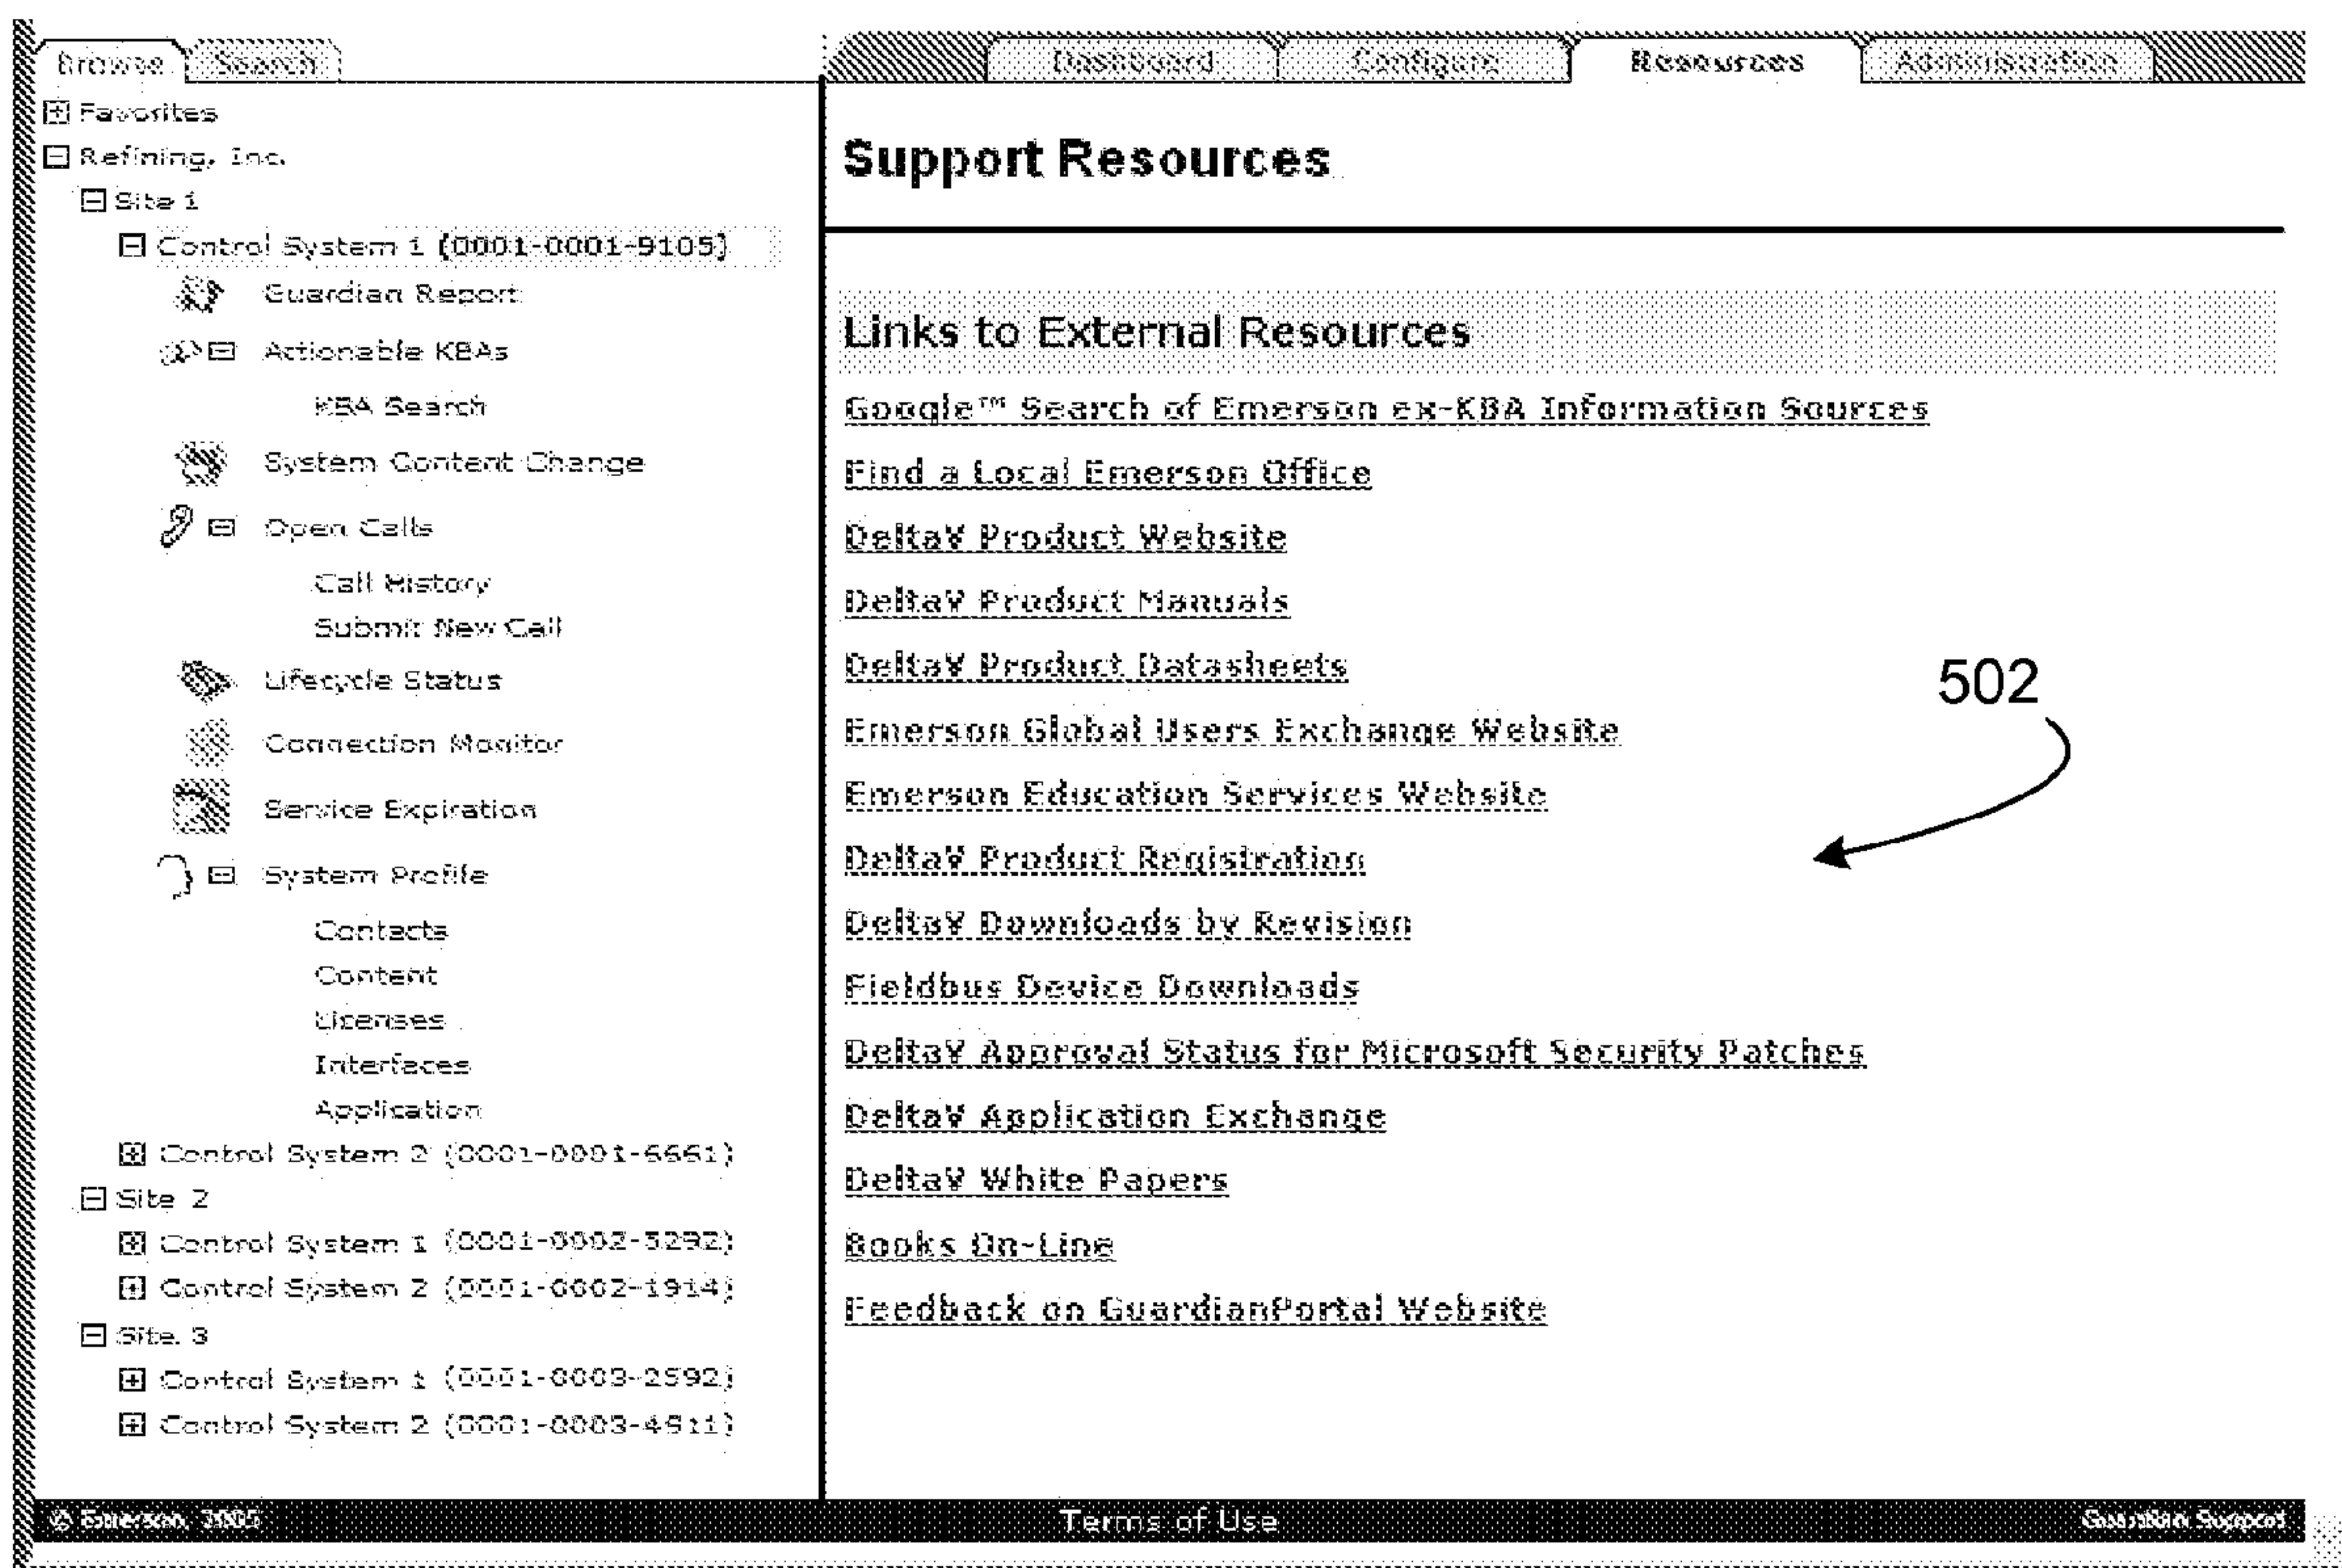 Browse Search
Dashboard Configure Resources Administration
Favorites
Refining, Inc.
Site 1
Control System 1 (0001-0001-9105)
Guardian Report
Actionable KBAs
KBA Search
System Content Change
Open Calls
Call History
Submit New Call
Lifecycle Status
Connection Monitor
Service Expiration
System Profile
Contacts
Content
Licenses
Interfaces
Application
Control System 2 (0001-0001-6661)
Site 2
Control System 1 (0001-0002-5292)
Control System 2 (0001-0002-1914)
Site 3
Control System 1 (0001-0003-2592)
Control System 2 (0001-0003-4511)
Support Resources
Links to External Resources
Google™ Search of Emerson ex-KBA Information Sources
Find a Local Emerson Office
DeltaV Product Website
DeltaV Product Manuals
DeltaV Product Datasheets
Emerson Global Users Exchange Website
Emerson Education Services Website
DeltaV Product Registration
DeltaV Downloads by Revision
Fieldbus Device Downloads
DeltaV Approval Status for Microsoft Security Patches
DeltaV Application Exchange
DeltaV White Papers
Books On-Line
Feedback on GuardianPortal Website
502
© Emerson, 2005 Terms of Use Guardian Support